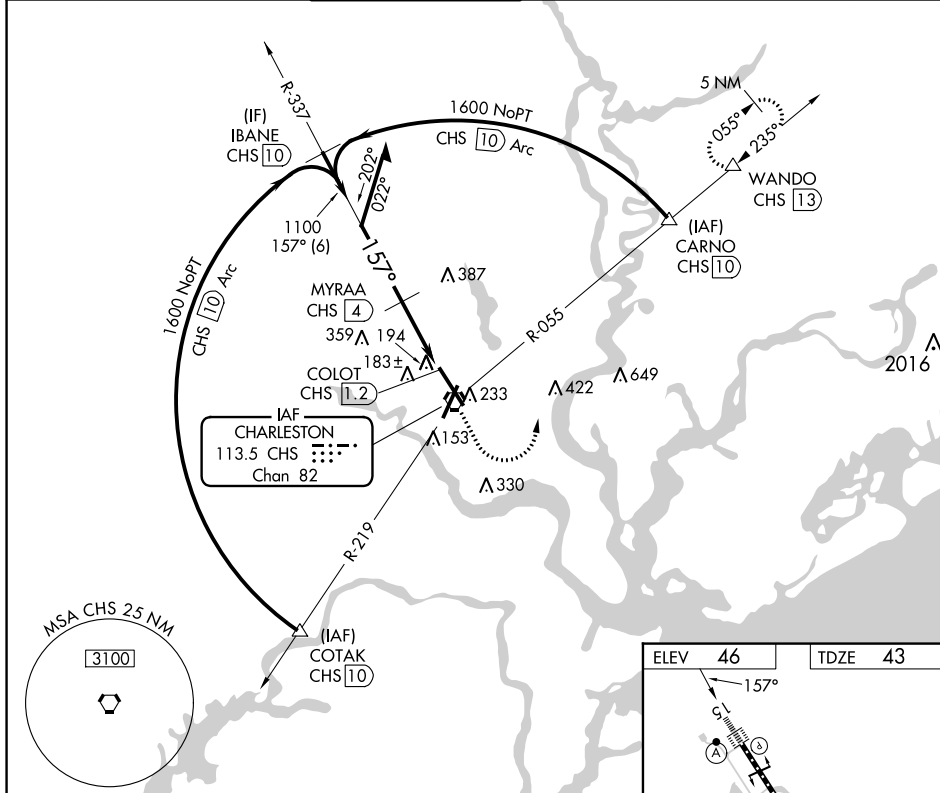 5 NM
R-337
1600 NoPT
CHS 10 Arc
055°
235°
(IF)
IBANE
CHS 10
202°
022°
WANDO
CHS 13
1100
157° (6)
(IAF)
CARNO
CHS 10
157°
1600 NoPT
CHS 10 Arc
387
MYRAA
CHS 4
R-055
359
194
2016
183±
649
COLOT
CHS 1.2
422
233
IAF
CHARLESTON
113.5 CHS
Chan 82
153
330
R-219
MSA CHS 25 NM
3100
(IAF)
COTAK
CHS 10
ELEV 46
TDZE 43
157°
15
A
P